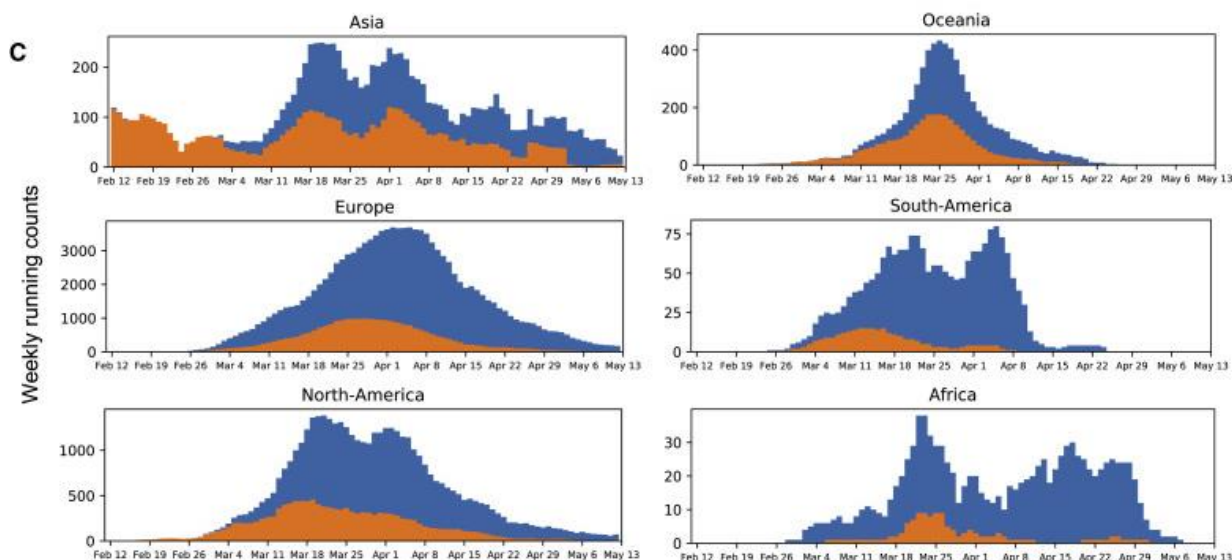 C
Weekly running counts
Asia
200
100
0
Feb 12 Feb 19 Feb 26 Mar 4 Mar 11 Mar 18 Mar 25 Apr 1 Apr 8 Apr 15 Apr 22 Apr 29 May 6 May 13
Oceania
400
200
0
Feb 12 Feb 19 Feb 26 Mar 4 Mar 11 Mar 18 Mar 25 Apr 1 Apr 8 Apr 15 Apr 22 Apr 29 May 6 May 13
Europe
3000
2000
1000
0
Feb 12 Feb 19 Feb 26 Mar 4 Mar 11 Mar 18 Mar 25 Apr 1 Apr 8 Apr 15 Apr 22 Apr 29 May 6 May 13
South-America
75
50
25
0
Feb 12 Feb 19 Feb 26 Mar 4 Mar 11 Mar 18 Mar 25 Apr 1 Apr 8 Apr 15 Apr 22 Apr 29 May 6 May 13
North-America
1000
500
0
Feb 12 Feb 19 Feb 26 Mar 4 Mar 11 Mar 18 Mar 25 Apr 1 Apr 8 Apr 15 Apr 22 Apr 29 May 6 May 13
Africa
30
20
10
0
Feb 12 Feb 19 Feb 26 Mar 4 Mar 11 Mar 18 Mar 25 Apr 1 Apr 8 Apr 15 Apr 22 Apr 29 May 6 May 13